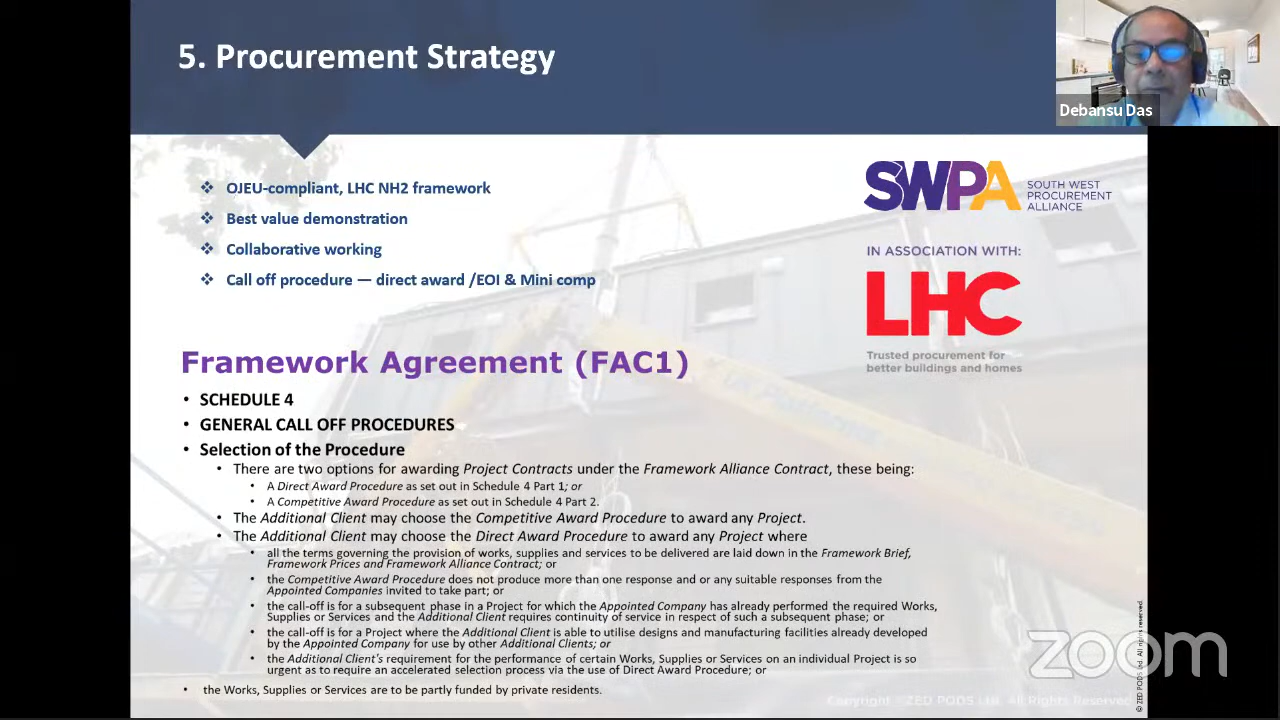 5. Procurement Strategy
Debansu Das
❖ OJEU-compliant, LHC NH2 framework
❖ Best value demonstration
❖ Collaborative working
❖ Call off procedure — direct award /EOI & Mini comp
SWPA
SOUTH WEST
PROCUREMENT
ALLIANCE
IN ASSOCIATION WITH:
LHC
Trusted procurement for
better buildings and homes
Framework Agreement (FAC1)
• SCHEDULE 4
• GENERAL CALL OFF PROCEDURES
• Selection of the Procedure
• There are two options for awarding Project Contracts under the Framework Alliance Contract, these being:
• A Direct Award Procedure as set out in Schedule 4 Part 1; or
• A Competitive Award Procedure as set out in Schedule 4 Part 2.
• The Additional Client may choose the Competitive Award Procedure to award any Project.
• The Additional Client may choose the Direct Award Procedure to award any Project where
• all the terms governing the provision of works, supplies and services to be delivered are laid down in the Framework Brief,
Framework Prices and Framework Alliance Contract; or
• the Competitive Award Procedure does not produce more than one response and or any suitable responses from the
Appointed Companies invited to take part; or
• the call-off is for a subsequent phase in a Project for which the Appointed Company has already performed the required Works,
Supplies or Services and the Additional Client requires continuity of service in respect of such a subsequent phase; or
• the call-off is for a Project where the Additional Client is able to utilise designs and manufacturing facilities already developed
by the Appointed Company for use by other Additional Clients; or
• the Additional Client's requirement for the performance of certain Works, Supplies or Services on an individual Project is so
urgent as to require an accelerated selection process via the use of Direct Award Procedure; or
• the Works, Supplies or Services are to be partly funded by private residents.
Copyright ©ZED PODS Ltd. All Rights Reserved
© ZED PODS Ltd. All rights reserved.
zoom